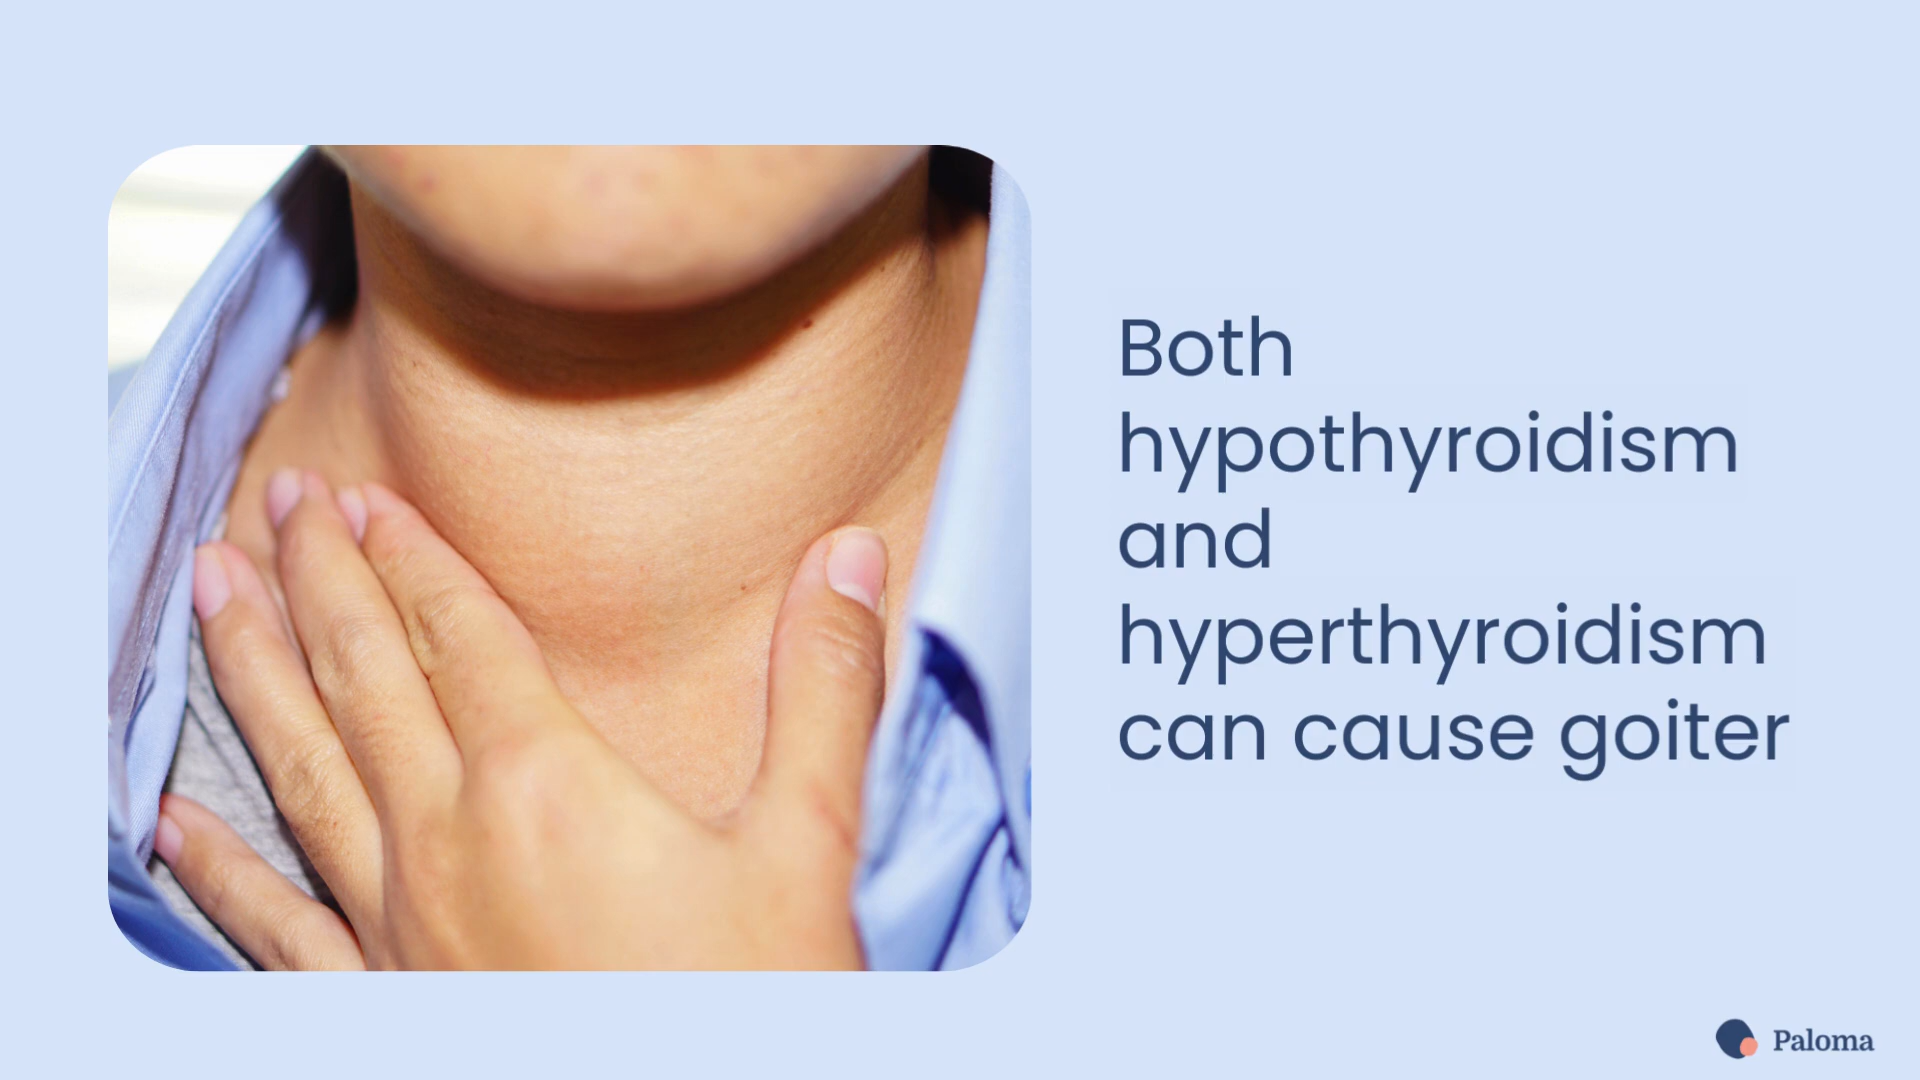 Both
hypothyroidism
and
hyperthyroidism
can cause goiter
Paloma